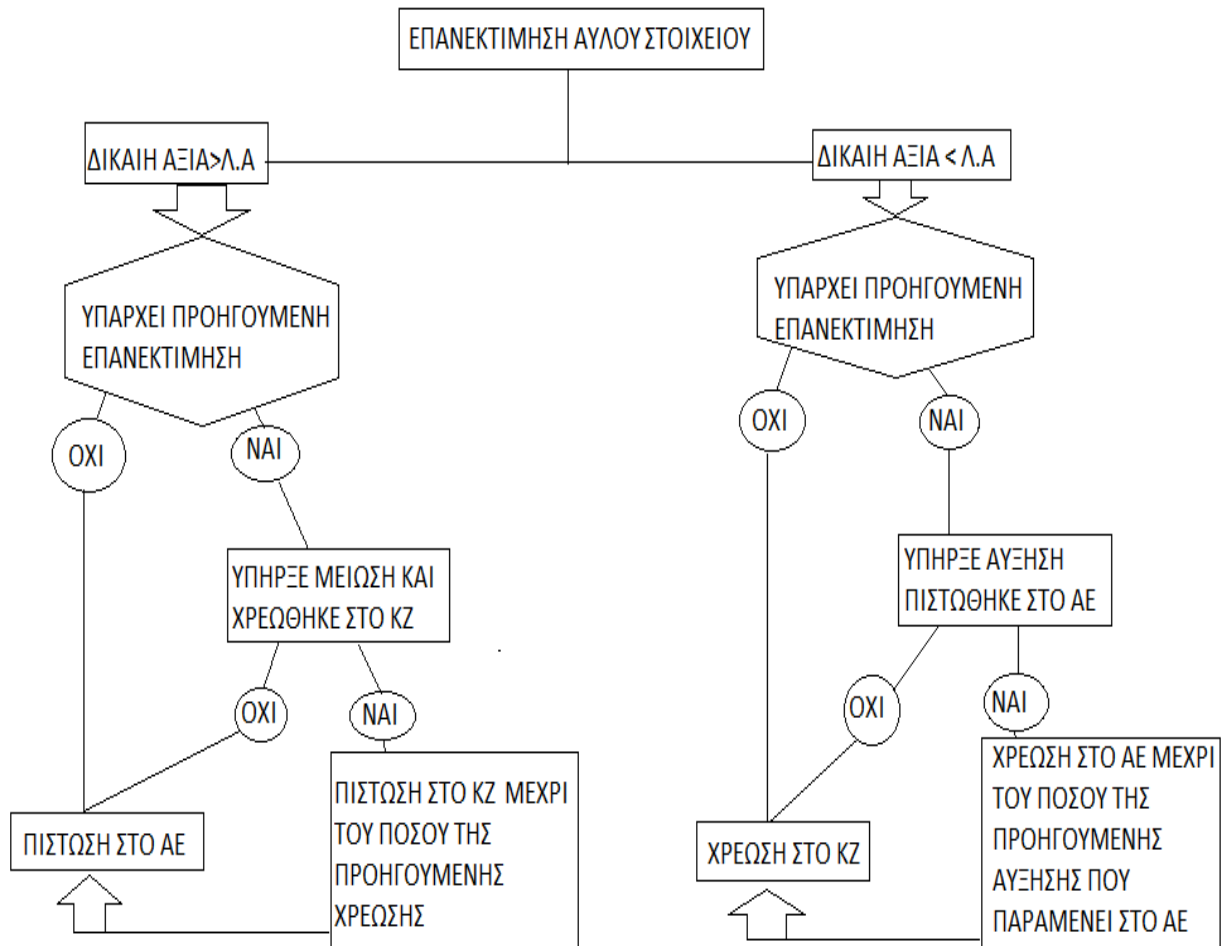 ΕΠΑΝΕΚΤΙΜΗΣΗ ΑΥΛΟΥ ΣΤΟΙΧΕΙΟΥ
ΔΙΚΑΙΗ ΑΞΙΑ>Λ.Α
ΔΙΚΑΙΗ ΑΞΙΑ < Λ.Α
ΥΠΑΡΧΕΙ ΠΡΟΗΓΟΥΜΕΝΗ
ΕΠΑΝΕΚΤΙΜΗΣΗ
ΥΠΑΡΧΕΙ ΠΡΟΗΓΟΥΜΕΝΗ
ΕΠΑΝΕΚΤΙΜΗΣΗ
ΟΧΙ
ΝΑΙ
ΟΧΙ
ΝΑΙ
ΥΠΗΡΞΕ ΜΕΙΩΣΗ ΚΑΙ
ΧΡΕΩΘΗΚΕ ΣΤΟ ΚΖ
ΥΠΗΡΞΕ ΑΥΞΗΣΗ
ΠΙΣΤΩΘΗΚΕ ΣΤΟ ΑΕ
ΟΧΙ
ΝΑΙ
ΟΧΙ
ΝΑΙ
ΠΙΣΤΩΣΗ ΣΤΟ ΑΕ
ΠΙΣΤΩΣΗ ΣΤΟ ΚΖ ΜΕΧΡΙ
ΤΟΥ ΠΟΣΟΥ ΤΗΣ
ΠΡΟΗΓΟΥΜΕΝΗΣ
ΧΡΕΩΣΗΣ
ΧΡΕΩΣΗ ΣΤΟ ΚΖ
ΧΡΕΩΣΗ ΣΤΟ ΑΕ ΜΕΧΡΙ
ΤΟΥ ΠΟΣΟΥ ΤΗΣ
ΠΡΟΗΓΟΥΜΕΝΗΣ
ΑΥΞΗΣΗΣ ΠΟΥ
ΠΑΡΑΜΕΝΕΙ ΣΤΟ ΑΕ